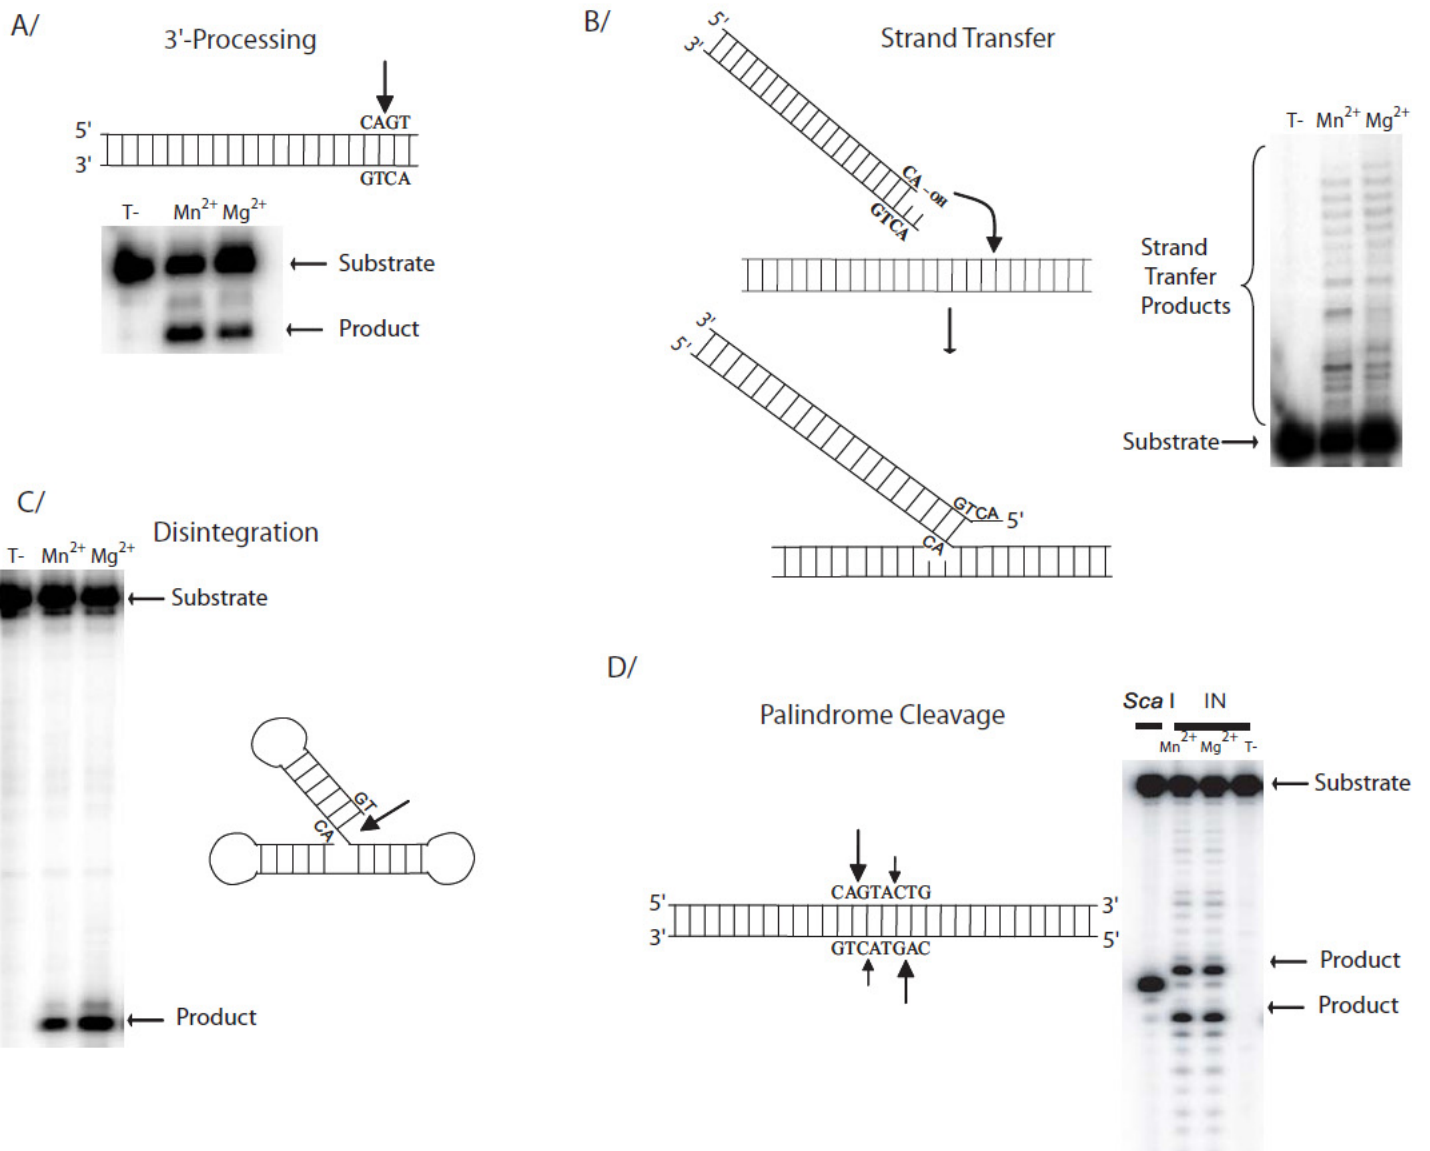 A/
3'-Processing
CAGT
5'
3'
GTCA
T- Mn2+ Mg2+
Substrate
Product
B/
Strand Transfer
5'
3'
CA-OH
GTCA
3'
5'
GTCA 5'
CA
T- Mn2+ Mg2+
Strand
Tranfer
Products
Substrate
C/
Disintegration
T- Mn2+ Mg2+
Substrate
GT
CA
Product
D/
Palindrome Cleavage
CAGTACTG
5' 3'
3' 5'
GTCATGAC
Sca I IN
Mn2+ Mg2+ T-
Substrate
Product
Product